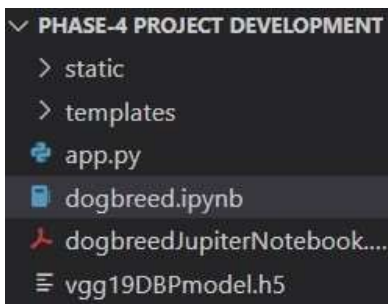 PHASE-4 PROJECT DEVELOPMENT
static
templates
app.py
dogbreed.ipynb
dogbreedJupiterNotebook....
vgg19DBPmodel.h5